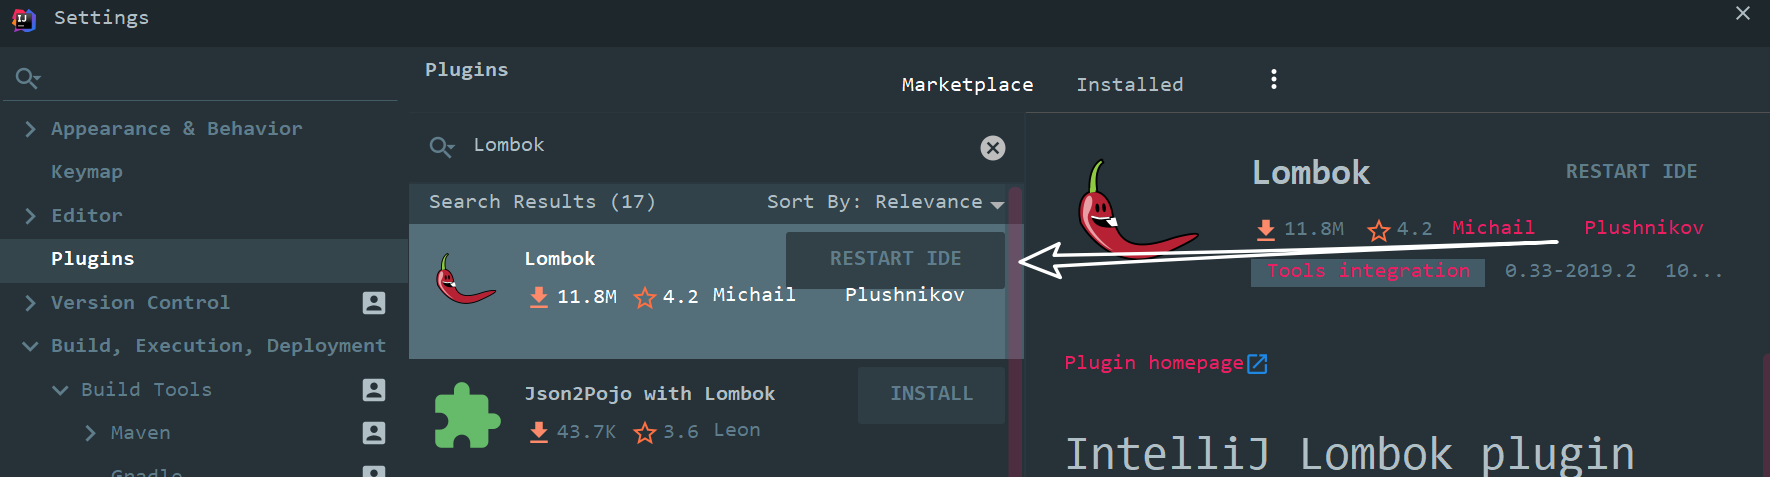 Settings
Appearance & Behavior
Keymap
Editor
Plugins
Version Control
Build, Execution, Deployment
Build Tools
Maven
Gradle
Plugins
Marketplace Installed
Lombok
Search Results (17) Sort By: Relevance
Lombok RESTART IDE
11.8M 4.2 Michail Plushnikov
Json2Pojo with Lombok INSTALL
43.7K 3.6 Leon
Lombok RESTART IDE
11.8M 4.2 Michail Plushnikov
Tools integration 0.33-2019.2 10...
Plugin homepage
IntelliJ Lombok plugin